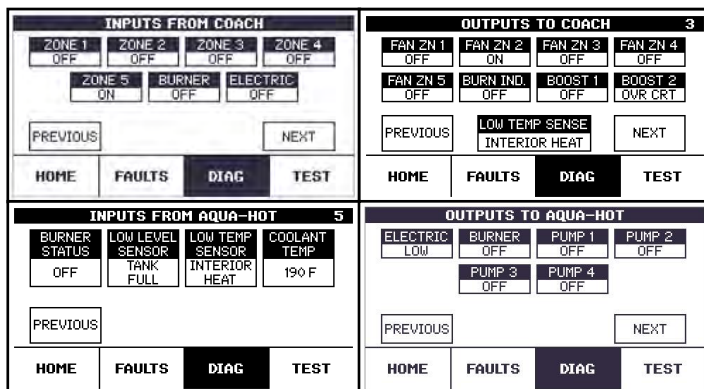 INPUTS FROM COACH
ZONE 1 ZONE 2 ZONE 3 ZONE 4
OFF OFF OFF OFF
ZONE 5 BURNER ELECTRIC
ON OFF OFF
PREVIOUS NEXT
HOME FAULTS DIAG TEST
OUTPUTS TO COACH 3
FAN ZN 1 FAN ZN 2 FAN ZN 3 FAN ZN 4
OFF ON OFF OFF
FAN ZN 5 BURN IND. BOOST 1 BOOST 2
OFF OFF OFF OVR CRT
PREVIOUS LOW TEMP SENSE NEXT
INTERIOR HEAT
HOME FAULTS DIAG TEST
INPUTS FROM AQUA-HOT 5
BURNER STATUS LOW LEVEL SENSOR LOW TEMP SENSOR COOLANT TEMP
OFF TANK FULL INTERIOR HEAT 190 F
PREVIOUS
HOME FAULTS DIAG TEST
OUTPUTS TO AQUA-HOT
ELECTRIC BURNER PUMP 1 PUMP 2
LOW OFF OFF OFF
PUMP 3 PUMP 4
OFF OFF
PREVIOUS NEXT
HOME FAULTS DIAG TEST